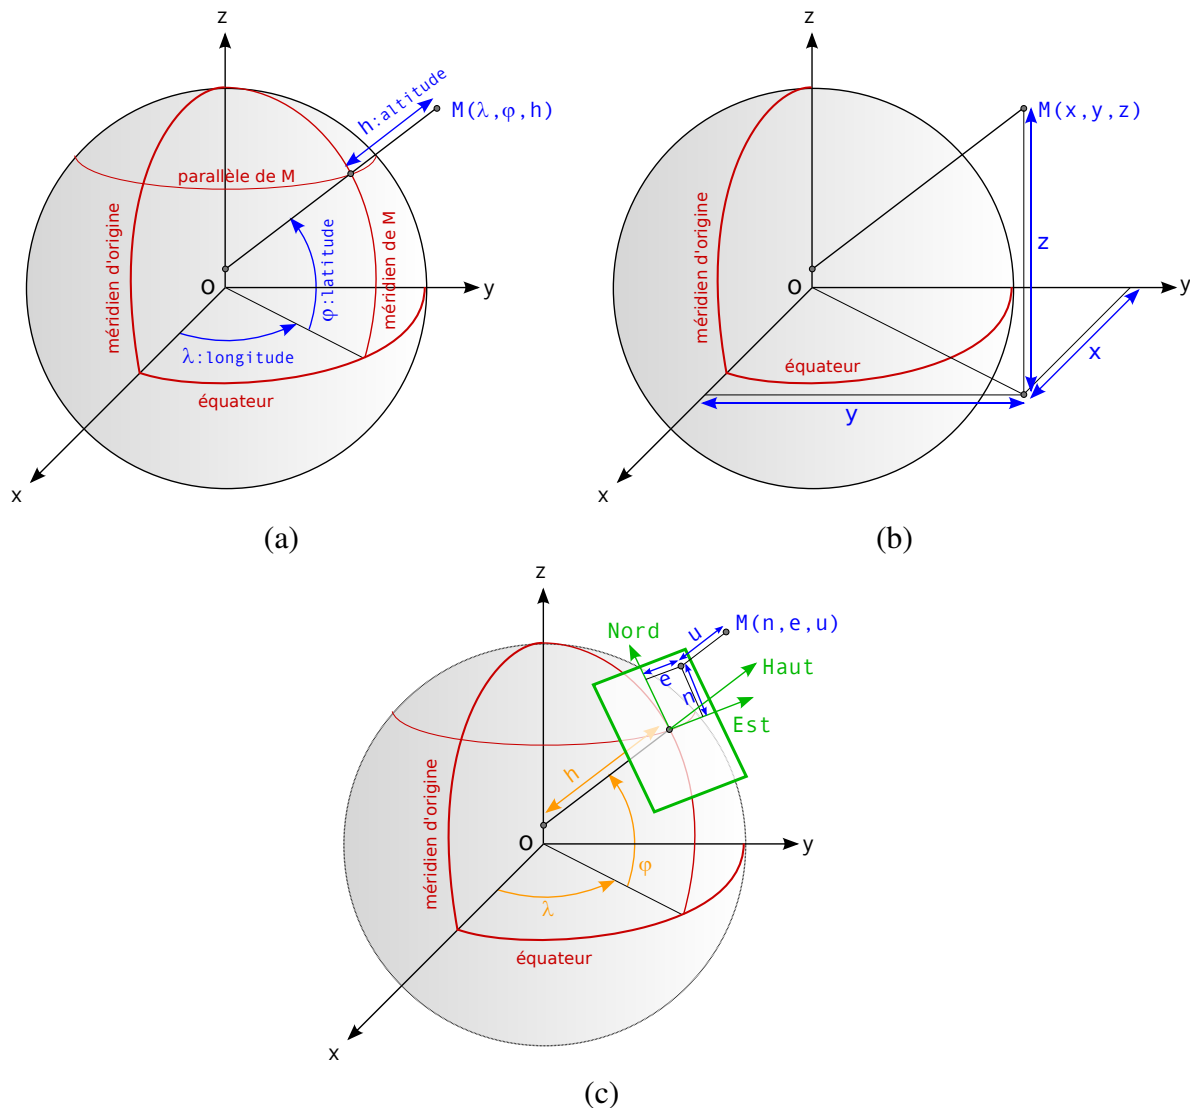 z
h:altitude
M(λ,φ,h)
parallèle de M
méridien d'origine
φ:latitude
méridien de M
O
y
λ:longitude
équateur
x
(a)
z
M(x,y,z)
méridien d'origine
z
O
y
x
équateur
y
x
(b)
z
Nord
u
M(n,e,u)
e
n
Haut
Est
h
méridien d'origine
O
y
φ
λ
équateur
x
(c)